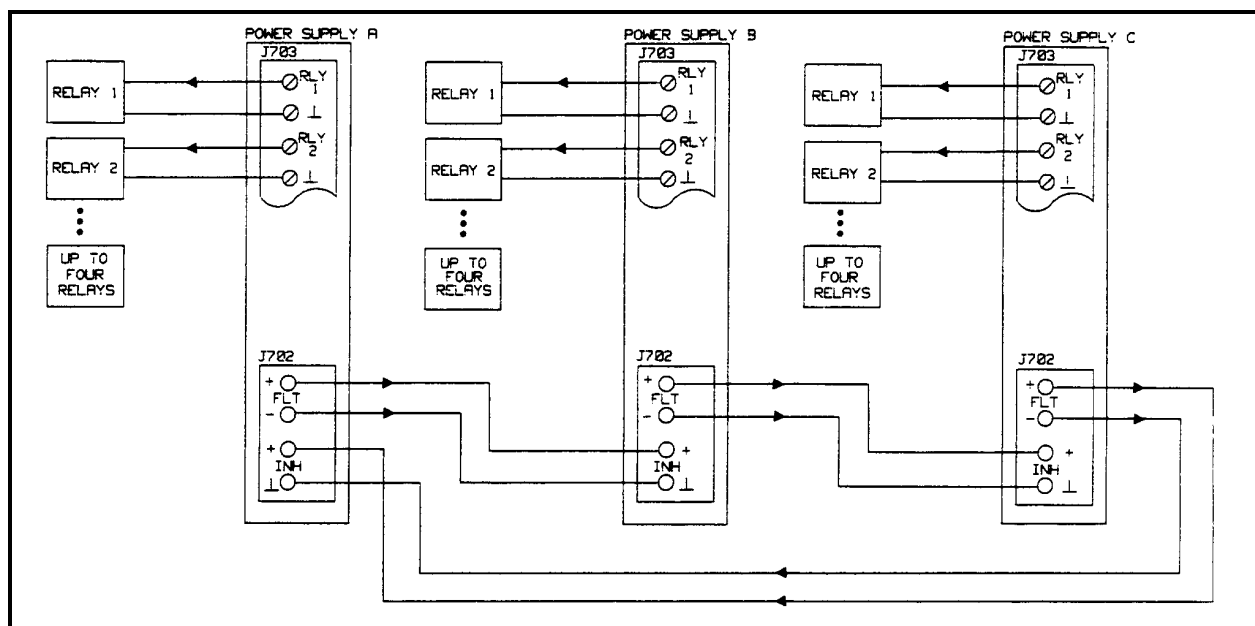 POWER SUPPLY A
J703
RELAY 1
RLY
1
⊥
RELAY 2
RLY
2
⊥
UP TO
FOUR
RELAYS
J702
+
FLT
-
+
INH
⊥
POWER SUPPLY B
J703
RELAY 1
RLY
1
⊥
RELAY 2
RLY
2
⊥
UP TO
FOUR
RELAYS
J702
+
FLT
-
+
INH
⊥
POWER SUPPLY C
J703
RELAY 1
RLY
1
⊥
RELAY 2
RLY
2
⊥
UP TO
FOUR
RELAYS
J702
+
FLT
-
+
INH
⊥